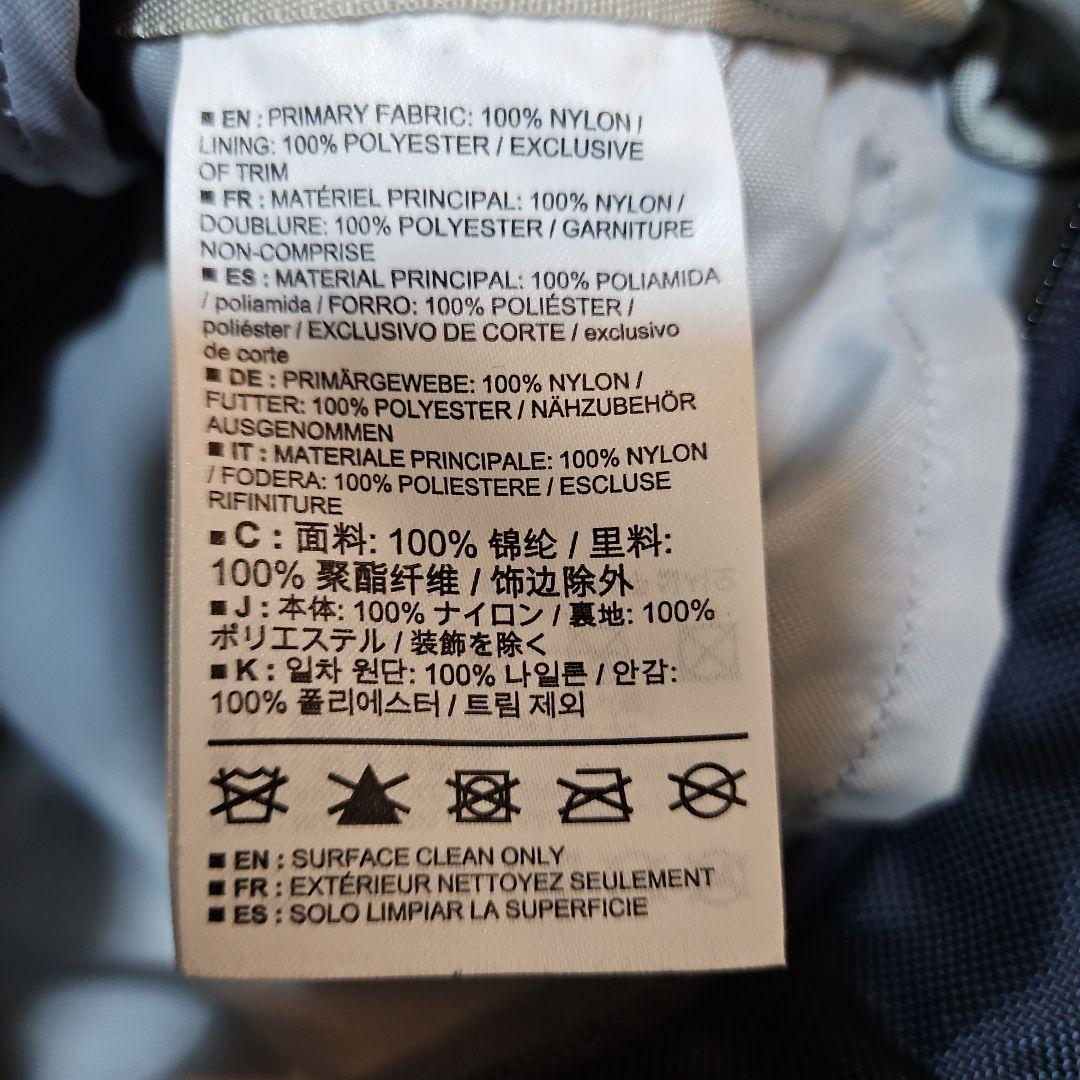 ■ EN : PRIMARY FABRIC: 100% NYLON /
LINING: 100% POLYESTER / EXCLUSIVE
OF TRIM
■ FR : MATÉRIEL PRINCIPAL: 100% NYLON /
DOUBLURE: 100% POLYESTER / GARNITURE
NON-COMPRISE
■ ES : MATERIAL PRINCIPAL: 100% POLIAMIDA
/ poliamida / FORRO: 100% POLIÉSTER /
poliéster / EXCLUSIVO DE CORTE / exclusivo
de corte
■ DE : PRIMÄRGEWEBE: 100% NYLON /
FUTTER: 100% POLYESTER / NÄHZUBEHÖR
AUSGENOMMEN
■ IT : MATERIALE PRINCIPALE: 100% NYLON
/ FODERA: 100% POLIESTERE / ESCLUSE
RIFINITURE
■ C : 面料: 100% 锦纶 / 里料:
100% 聚酯纤维 / 饰边除外
■ J : 本体: 100% ナイロン / 裏地: 100%
ポリエステル / 装飾を除く
■ K : 일차 원단: 100% 나일론 / 안감:
100% 폴리에스터 / 트림 제외
■ EN : SURFACE CLEAN ONLY
■ FR : EXTÉRIEUR NETTOYEZ SEULEMENT
■ ES : SOLO LIMPIAR LA SUPERFICIE